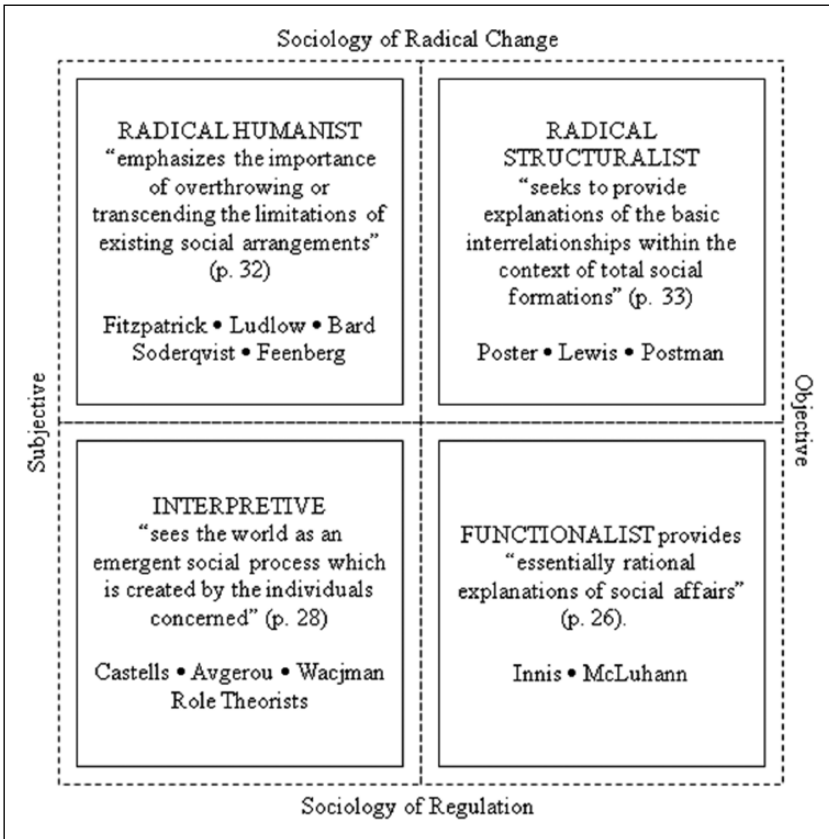 Sociology of Radical Change
RADICAL HUMANIST
“emphasizes the importance
of overthrowing or
transcending the limitations of
existing social arrangements”
(p. 32)
Fitzpatrick • Ludlow • Bard
Soderqvist • Feenberg
RADICAL
STRUCTURALIST
“seeks to provide
explanations of the basic
interrelationships within the
context of total social
formations” (p. 33)
Poster • Lewis • Postman
Subjective
Objective
INTERPRETIVE
“sees the world as an
emergent social process which
is created by the individuals
concerned” (p. 28)
Castells • Avgerou • Wacjman
Role Theorists
FUNCTIONALIST provides
“essentially rational
explanations of social affairs”
(p. 26).
Innis • McLuhann
Sociology of Regulation